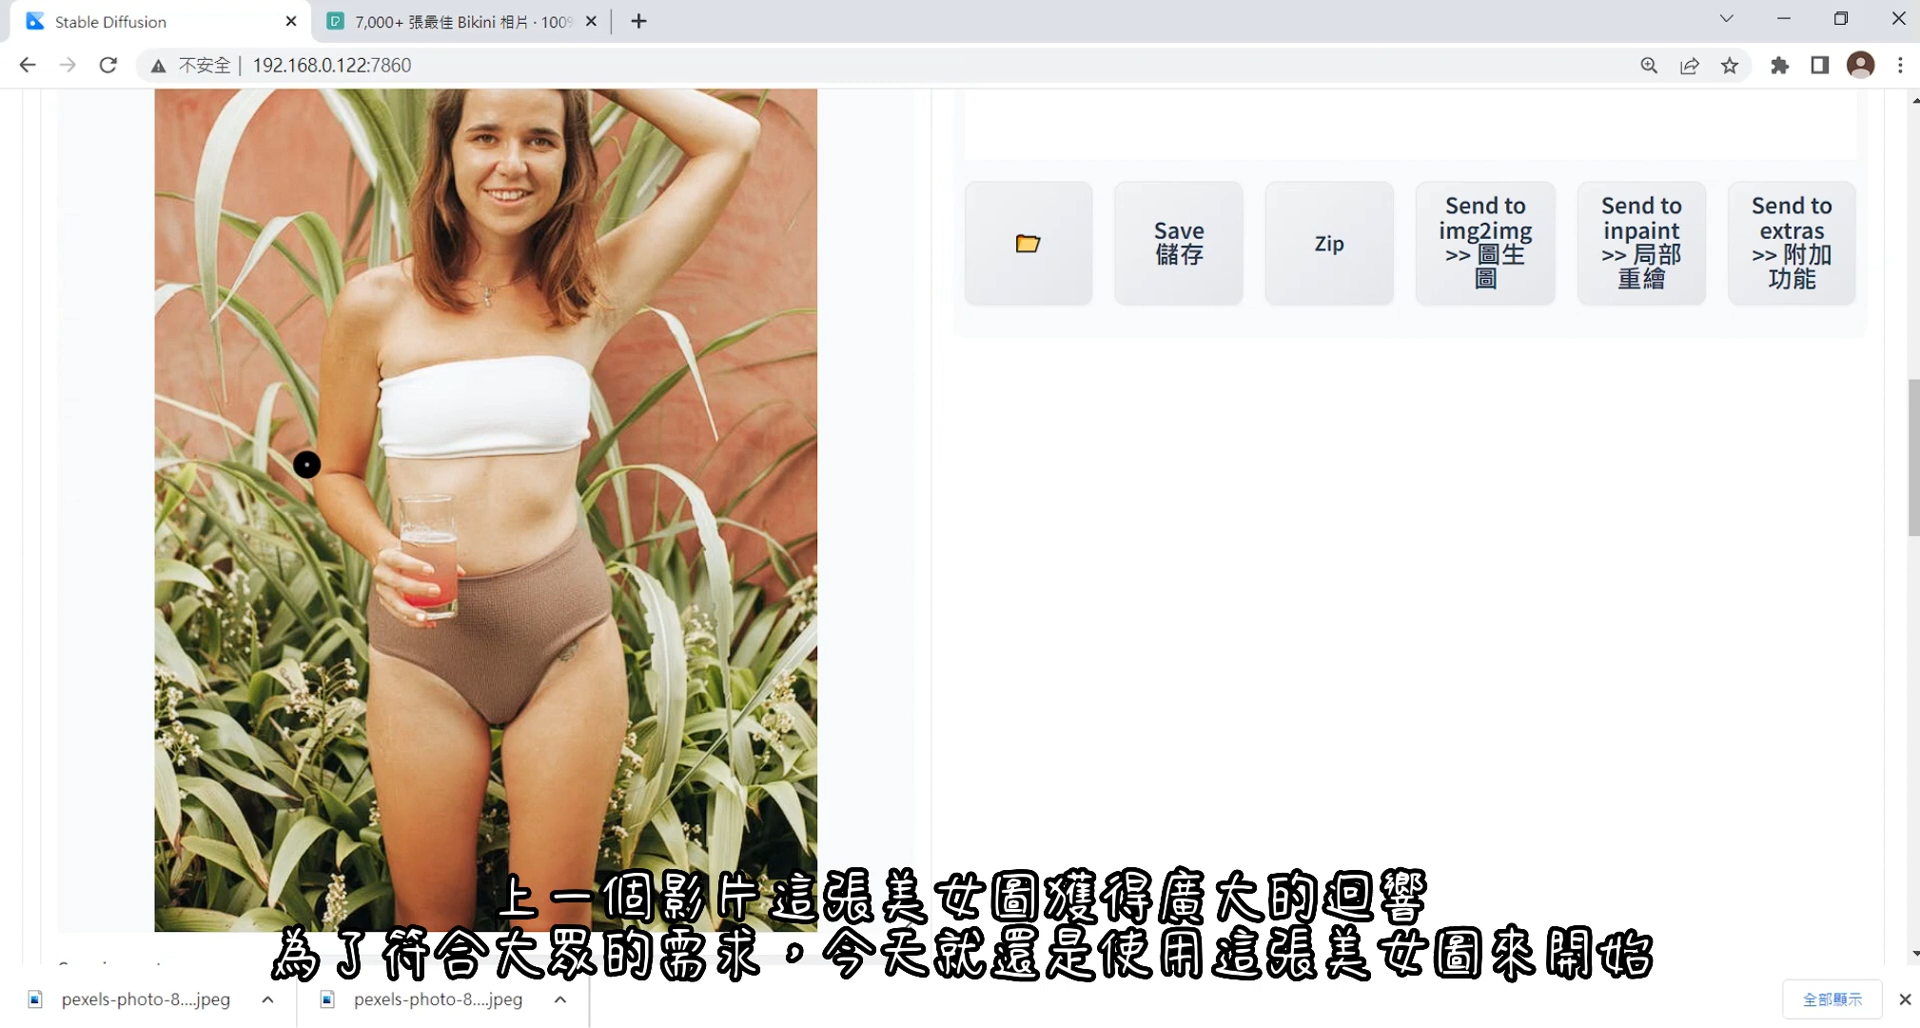 Stable Diffusion
7,000+ 張最佳 Bikini 相片 · 100%
不安全
192.168.0.122:7860
Save
儲存
Zip
Send to
img2img
>> 圖生
圖
Send to
inpaint
>> 局部
重繪
Send to
extras
>> 附加
功能
上一個影片這張美女圖獲得廣大的迴響
為了符合大眾的需求，今天就還是使用這張美女圖來開始
pexels-photo-8....jpeg
pexels-photo-8....jpeg
全部顯示